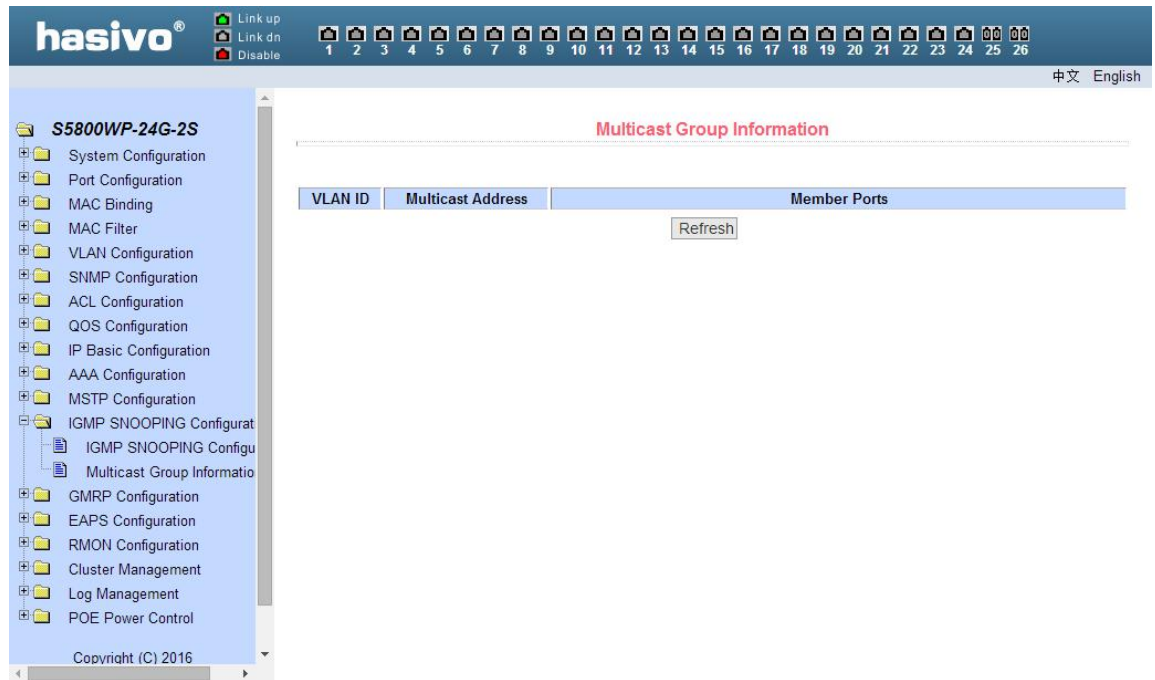 hasivo®
Link up
Link dn
Disable
1 2 3 4 5 6 7 8 9 10 11 12 13 14 15 16 17 18 19 20 21 22 23 24 25 26
中文 English
S5800WP-24G-2S
System Configuration
Port Configuration
MAC Binding
MAC Filter
VLAN Configuration
SNMP Configuration
ACL Configuration
QOS Configuration
IP Basic Configuration
AAA Configuration
MSTP Configuration
IGMP SNOOPING Configurat
IGMP SNOOPING Configu
Multicast Group Informatio
GMRP Configuration
EAPS Configuration
RMON Configuration
Cluster Management
Log Management
POE Power Control
Copyright (C) 2016
Multicast Group Information
VLAN ID Multicast Address Member Ports
Refresh